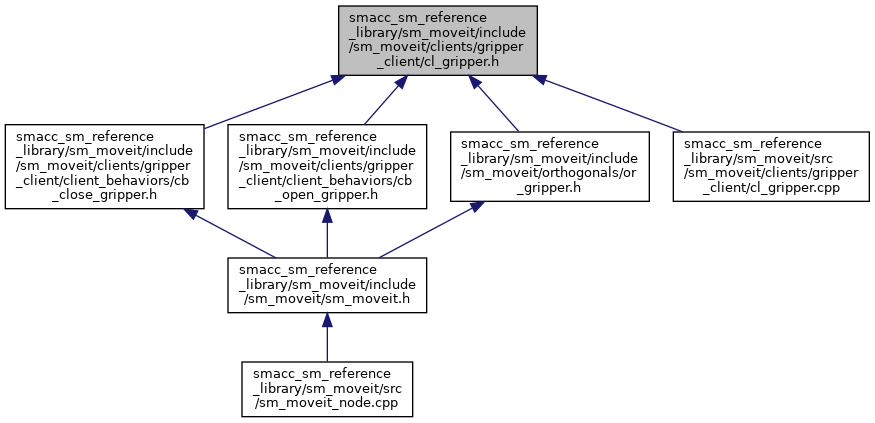 smacc_sm_reference
_library/sm_moveit/include
/sm_moveit/clients/gripper
_client/cl_gripper.h
smacc_sm_reference
_library/sm_moveit/include
/sm_moveit/clients/gripper
_client/client_behaviors/cb
_close_gripper.h
smacc_sm_reference
_library/sm_moveit/include
/sm_moveit/clients/gripper
_client/client_behaviors/cb
_open_gripper.h
smacc_sm_reference
_library/sm_moveit/include
/sm_moveit/orthogonals/or
_gripper.h
smacc_sm_reference
_library/sm_moveit/src
/sm_moveit/clients/gripper
_client/cl_gripper.cpp
smacc_sm_reference
_library/sm_moveit/include
/sm_moveit/sm_moveit.h
smacc_sm_reference
_library/sm_moveit/src
/sm_moveit_node.cpp